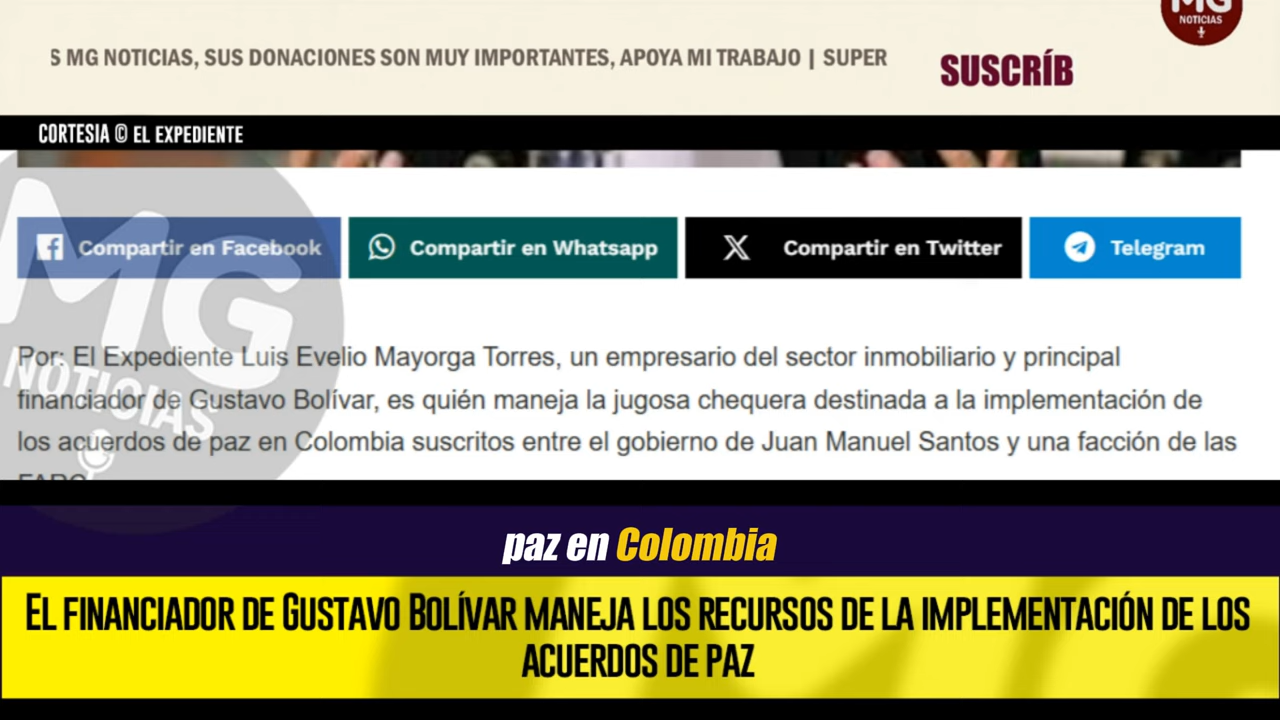 MG
NOTICIAS
S MG NOTICIAS, SUS DONACIONES SON MUY IMPORTANTES, APOYA MI TRABAJO | SUPER
SUSCRÍB
CORTESIA © EL EXPEDIENTE
Compartir en Facebook
Compartir en Whatsapp
Compartir en Twitter
Telegram
MG
NOTICIAS
Por: El Expediente Luis Evelio Mayorga Torres, un empresario del sector inmobiliario y principal
financiador de Gustavo Bolívar, es quién maneja la jugosa chequera destinada a la implementación de
los acuerdos de paz en Colombia suscritos entre el gobierno de Juan Manuel Santos y una facción de las
FARC
paz en Colombia
EL FINANCIADOR DE GUSTAVO BOLÍVAR MANEJA LOS RECURSOS DE LA IMPLEMENTACIÓN DE LOS
ACUERDOS DE PAZ